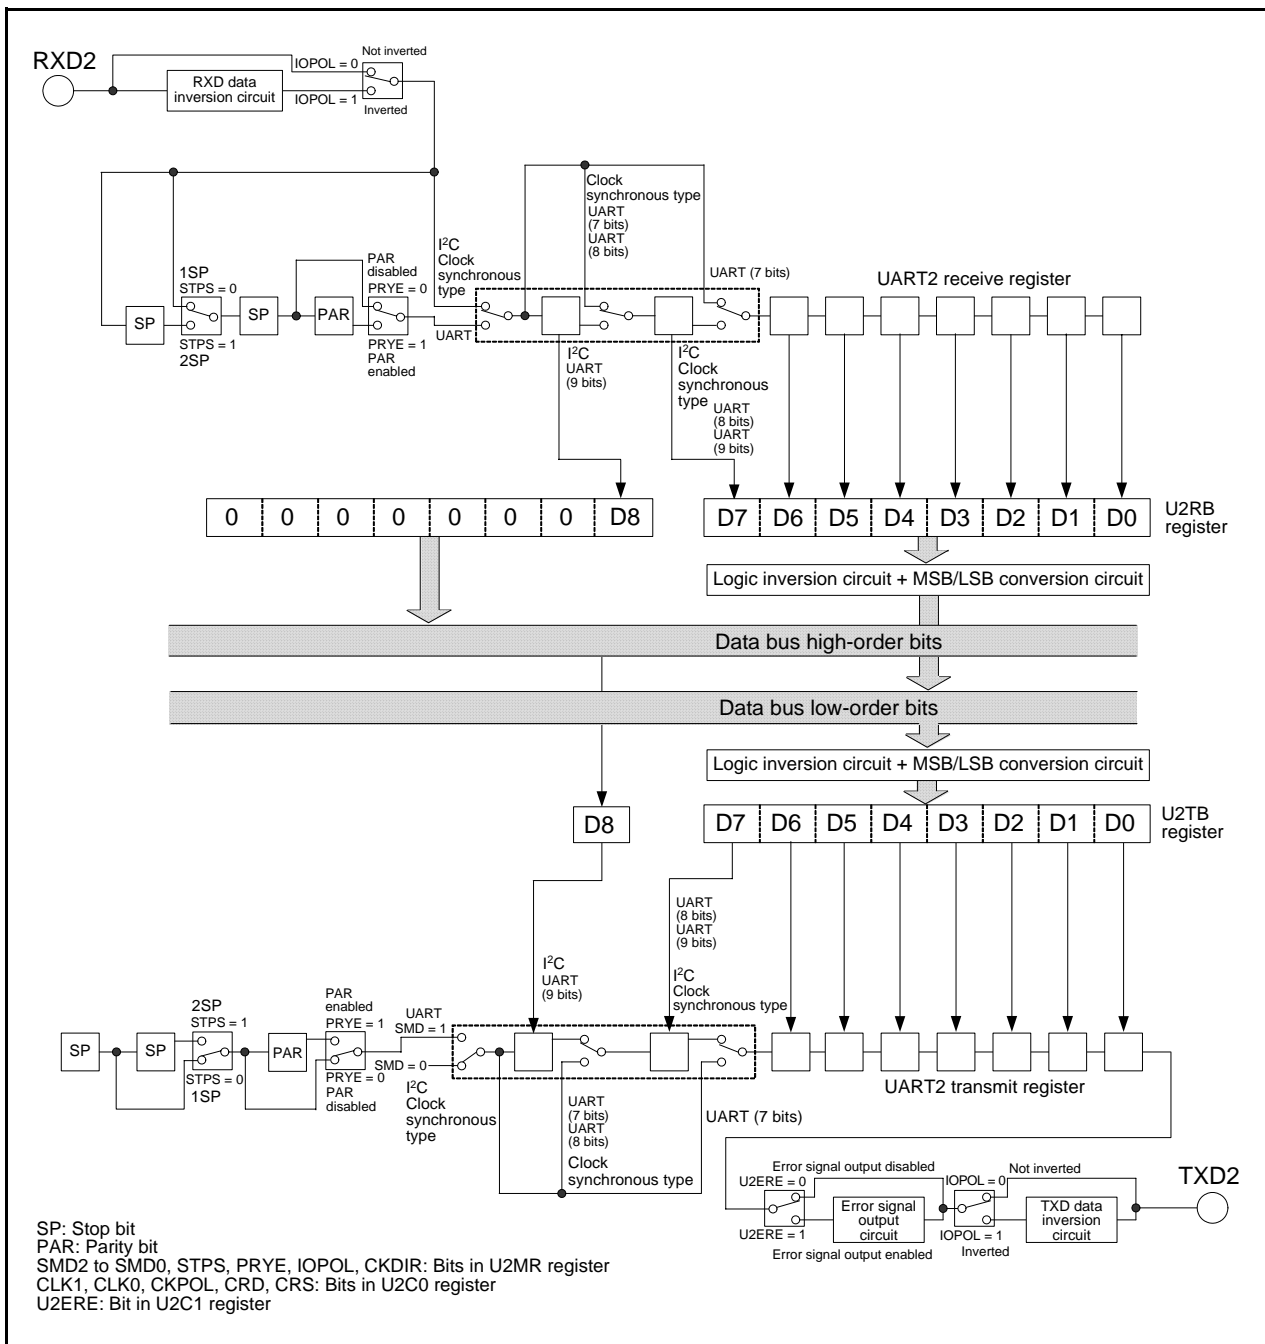 RXD2
Not inverted
IOPOL = 0
RXD data
inversion circuit
IOPOL = 1
Inverted
Clock
synchronous type
UART
(7 bits)
UART
(8 bits)
I²C
Clock
synchronous
type
PAR
disabled
1SP
STPS = 0
PRYE = 0
UART (7 bits)
UART2 receive register
SP
SP
PAR
UART
STPS = 1
2SP
PRYE = 1
PAR
enabled
I²C
UART
(9 bits)
I²C
Clock
synchronous
type
UART
(8 bits)
UART
(9 bits)
0 0 0 0 0 0 0 D8
D7 D6 D5 D4 D3 D2 D1 D0
U2RB
register
Logic inversion circuit + MSB/LSB conversion circuit
Data bus high-order bits
Data bus low-order bits
Logic inversion circuit + MSB/LSB conversion circuit
D8
D7 D6 D5 D4 D3 D2 D1 D0
U2TB
register
UART
(8 bits)
UART
(9 bits)
I²C
UART
(9 bits)
I²C
Clock
synchronous type
2SP
STPS = 1
PAR
enabled
PRYE = 1
UART
SMD = 1
SP
SP
PAR
SMD = 0
STPS = 0
1SP
PRYE = 0
PAR
disabled
I²C
Clock
synchronous
type
UART
(7 bits)
UART
(8 bits)
Clock
synchronous type
UART (7 bits)
UART2 transmit register
Error signal output disabled
U2ERE = 0
IOPOL = 0
Not inverted
TXD2
Error signal
output
circuit
TXD data
inversion
circuit
U2ERE = 1
IOPOL = 1
Error signal output enabled
Inverted
SP: Stop bit
PAR: Parity bit
SMD2 to SMD0, STPS, PRYE, IOPOL, CKDIR: Bits in U2MR register
CLK1, CLK0, CKPOL, CRD, CRS: Bits in U2C0 register
U2ERE: Bit in U2C1 register